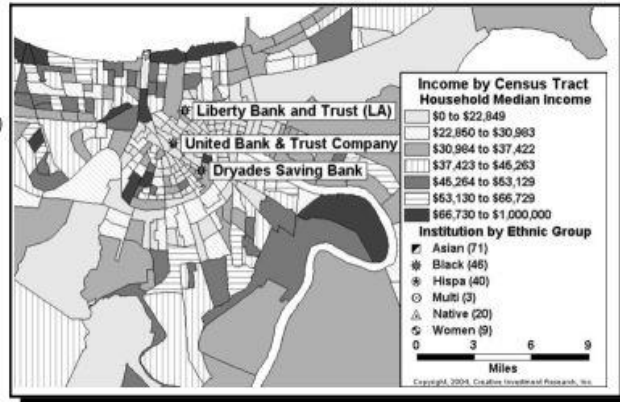 )
Liberty Bank and Trust (LA)
United Bank & Trust Company
Dryades Saving Bank
Income by Census Tract
Household Median Income
$0 to $22,849
$22,850 to $30,983
$30,984 to $37,422
$37,423 to $45,263
$45,264 to $53,129
$53,130 to $66,729
$66,730 to $1,000,000
Institution by Ethnic Group
Asian (71)
Black (46)
Hispa (40)
Multi (3)
Native (20)
Women (9)
0 3 6 9
Miles
Copyright, 2004, Creative Investment Research, Inc.